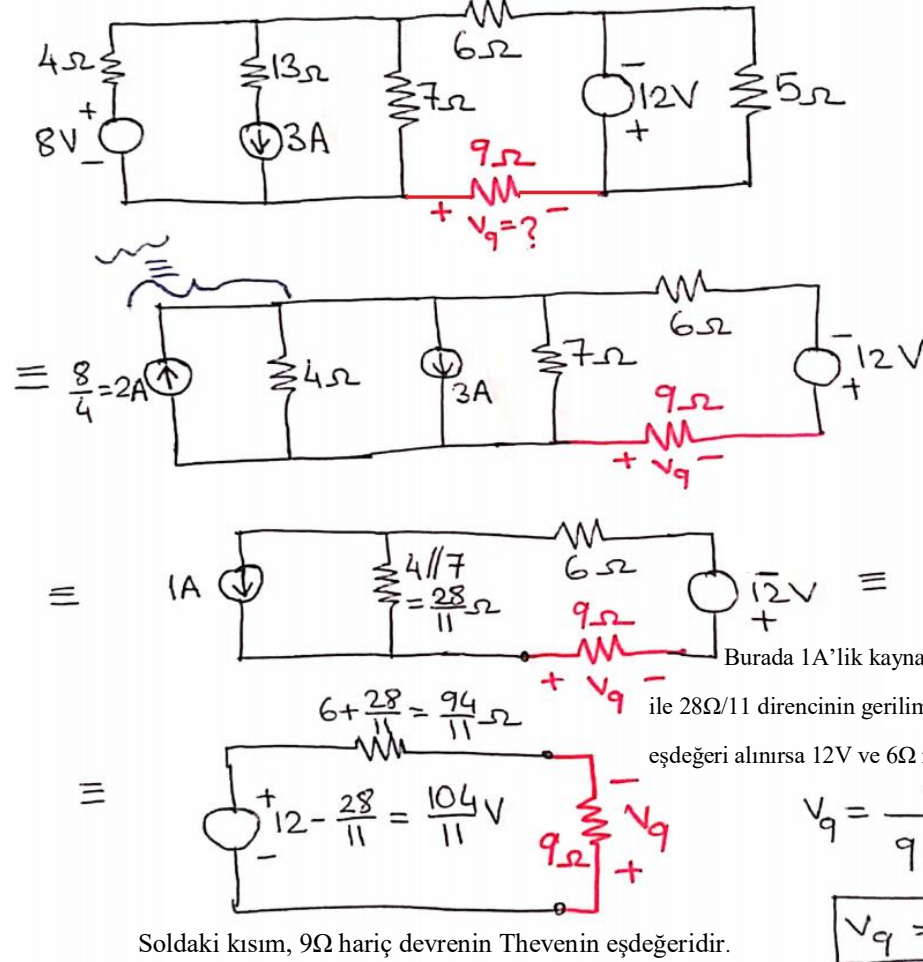 6Ω
4Ω 13Ω 7Ω - 12V 5Ω
+ 8V - 3A +
9Ω
+ V9=? -
≡
≡ 8/4=2A 4Ω 3A 7Ω 6Ω - 12V +
9Ω
+ V9 -
≡ 1A 4//7 = 28/11 Ω 6Ω - 12V + ≡
9Ω
+ V9 -
Burada 1A’lik
ile 28Ω/11 direncinin
eşdeğeri alınırsa 12V ve 6Ω
6+28/11 = 94/11 Ω
≡ + 12 - 28/11 = 104/11 V -
9Ω - V9 +
V9 =
9
V9 =
Soldaki kısım, 9Ω hariç devrenin Thevenin eşdeğeridir.